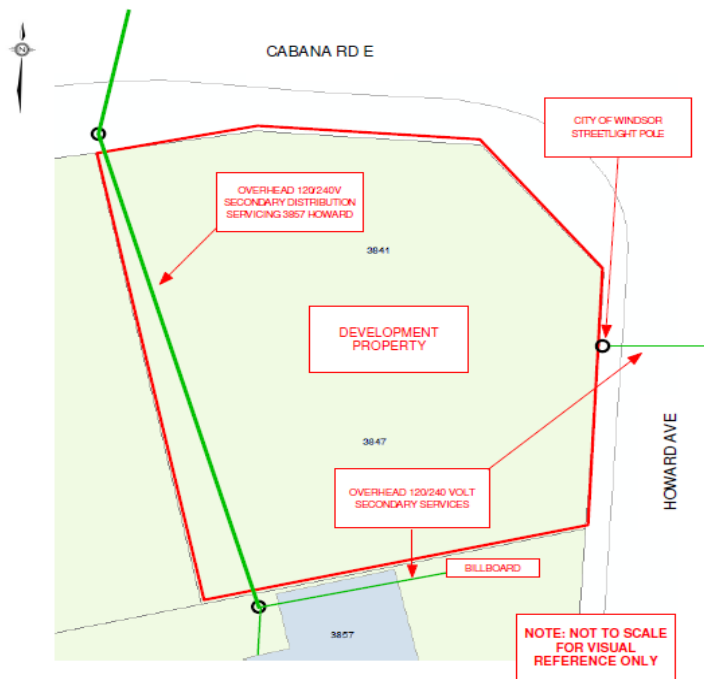 CABANA RD E
CITY OF WINDSOR
STREETLIGHT POLE
OVERHEAD 120/240V
SECONDARY DISTRIBUTION
SERVICING 3857 HOWARD
3841
DEVELOPMENT
PROPERTY
3847
HOWARD AVE
OVERHEAD 120/240 VOLT
SECONDARY SERVICES
BILLBOARD
3857
NOTE: NOT TO SCALE
FOR VISUAL
REFERENCE ONLY